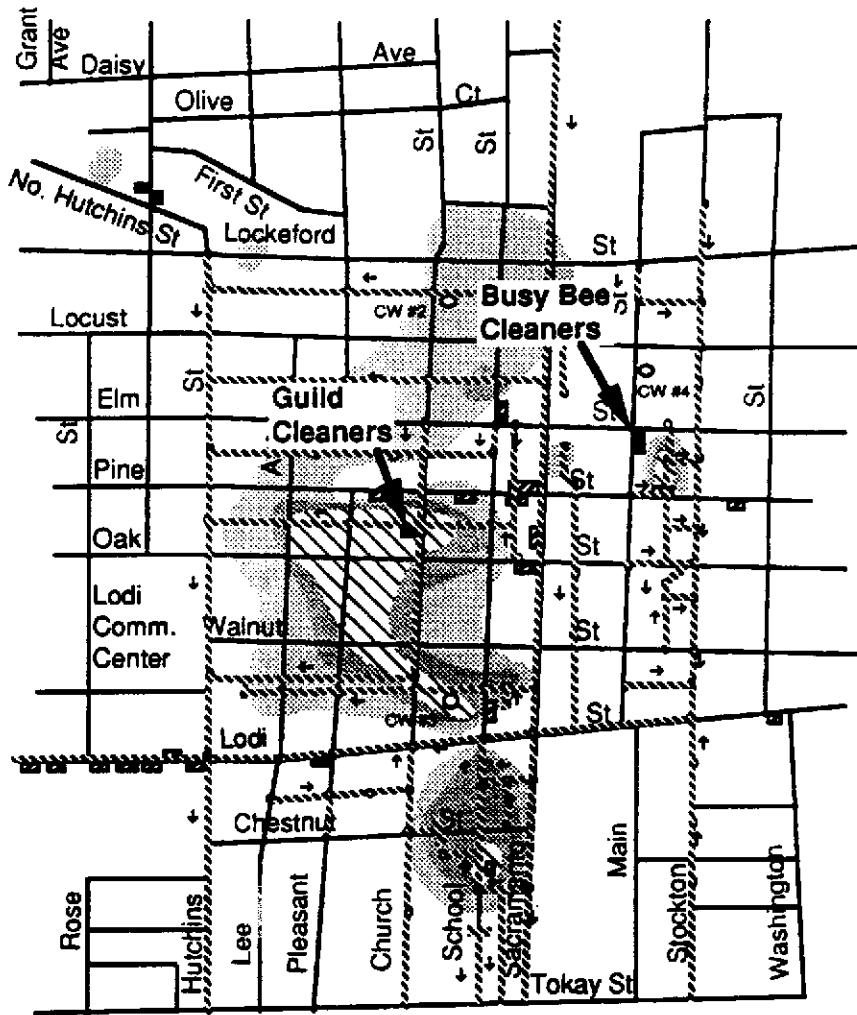 Grant
Ave
Daisy
Ave
Olive
Ct
St
St
No. Hutchins St
First St
Lockeford
St
CW #2
Busy Bee
Cleaners
St
Locust
St
CW #4
St
Elm
St
Guild
Cleaners
St
St
A
Pine
St
Oak
St
Lodi
Comm.
Center
Walnut
St
Lodi
St
Chestnut
St
Rose
Hutchins
Lee
Pleasant
Church
School
Sacramento
Main
Stockton
Washington
Tokay St